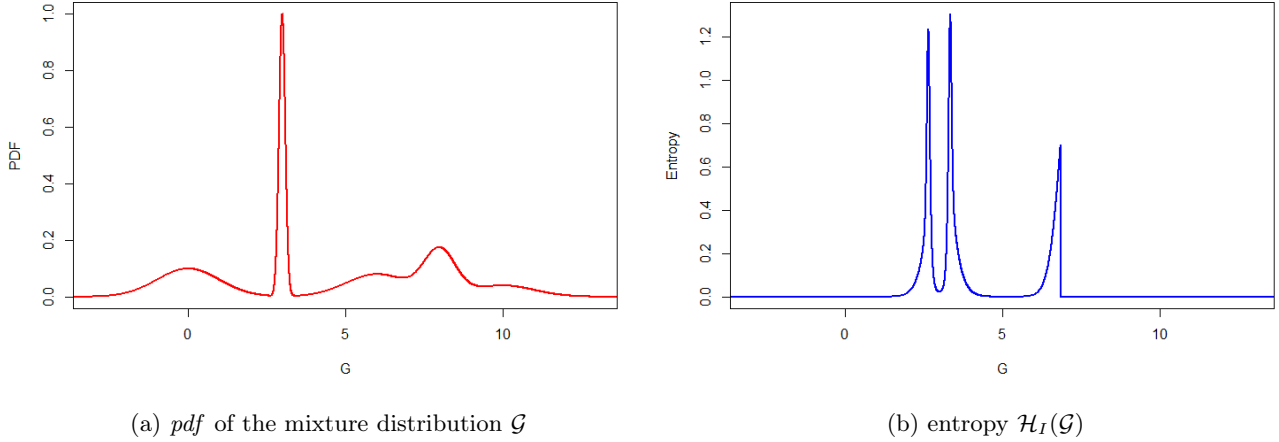 PDF
0.0 0.2 0.4 0.6 0.8 1.0
0 5 10
G
Entropy
0.0 0.2 0.4 0.6 0.8 1.0 1.2
0 5 10
G
(a) pdf of the mixture distribution 𝒢
(b) entropy ℋ_I(𝒢)